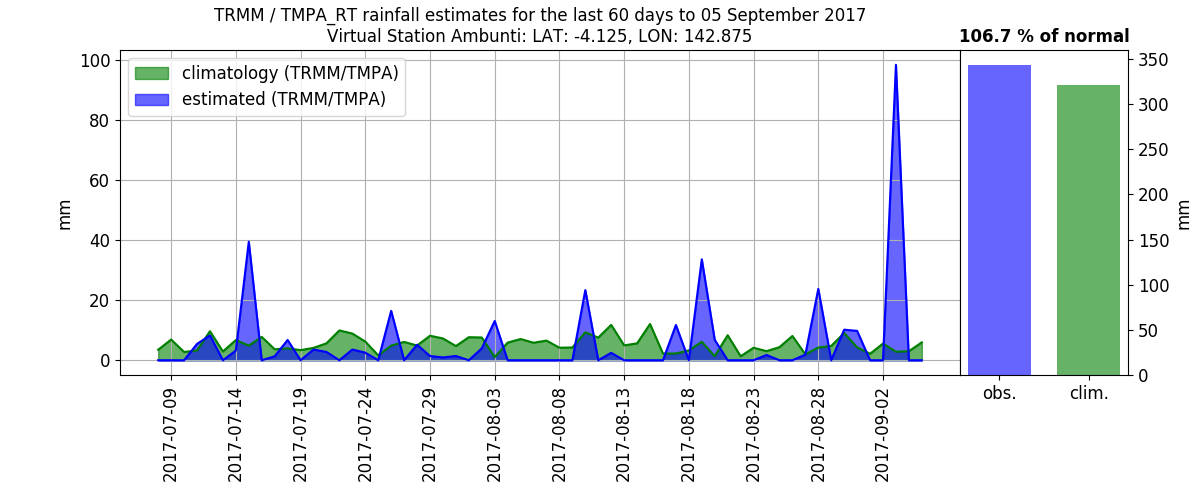 TRMM / TMPA_RT rainfall estimates for the last 60 days to 05 September 2017
Virtual Station Ambunti: LAT: -4.125, LON: 142.875
106.7 % of normal
climatology (TRMM/TMPA)
estimated (TRMM/TMPA)
mm
100
80
60
40
20
0
2017-07-09
2017-07-14
2017-07-19
2017-07-24
2017-07-29
2017-08-03
2017-08-08
2017-08-13
2017-08-18
2017-08-23
2017-08-28
2017-09-02
obs.
clim.
350
300
250
200
150
100
50
0
mm